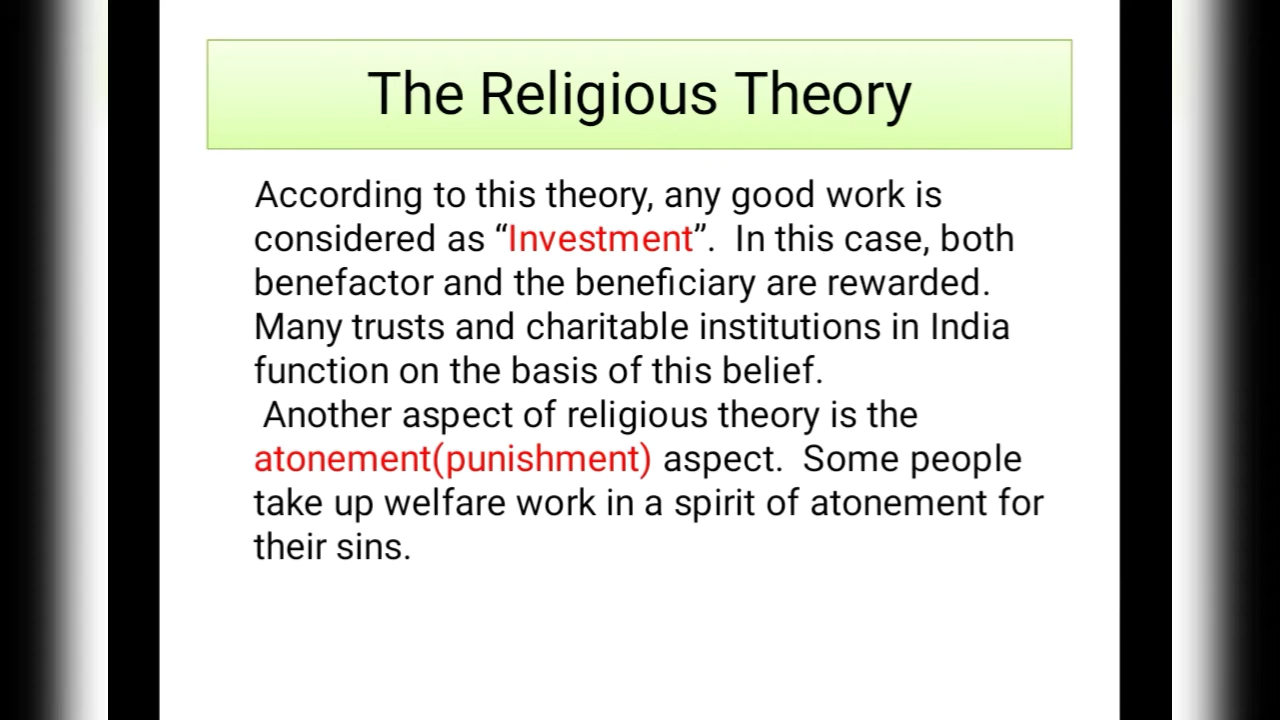 The Religious Theory
According to this theory, any good work is
considered as “Investment”.  In this case, both
benefactor and the beneficiary are rewarded.
Many trusts and charitable institutions in India
function on the basis of this belief.
Another aspect of religious theory is the
atonement(punishment) aspect.  Some people
take up welfare work in a spirit of atonement for
their sins.